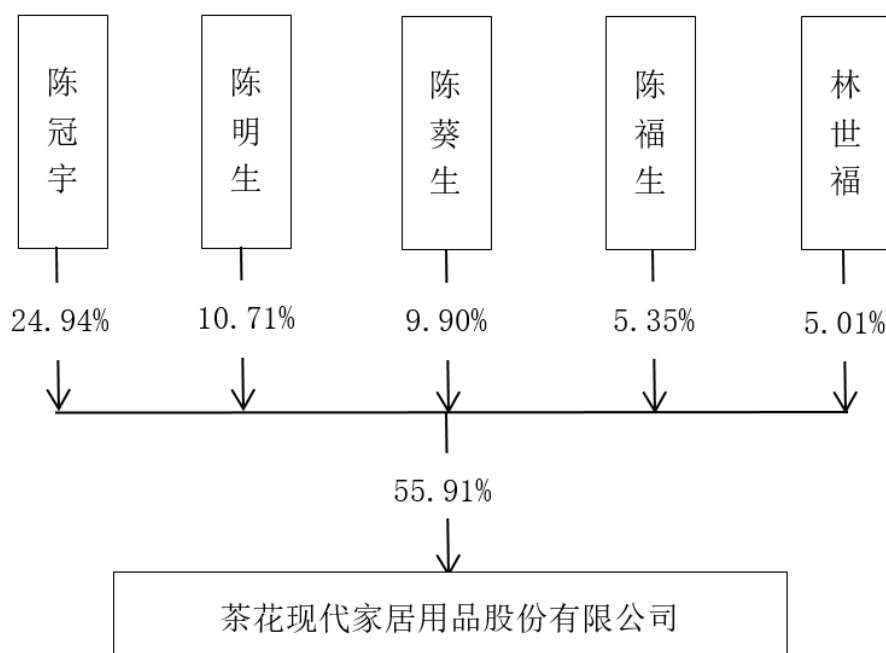 陈冠宇
陈明生
陈葵生
陈福生
林世福
24.94%
10.71%
9.90%
5.35%
5.01%
55.91%
茶花现代家居用品股份有限公司